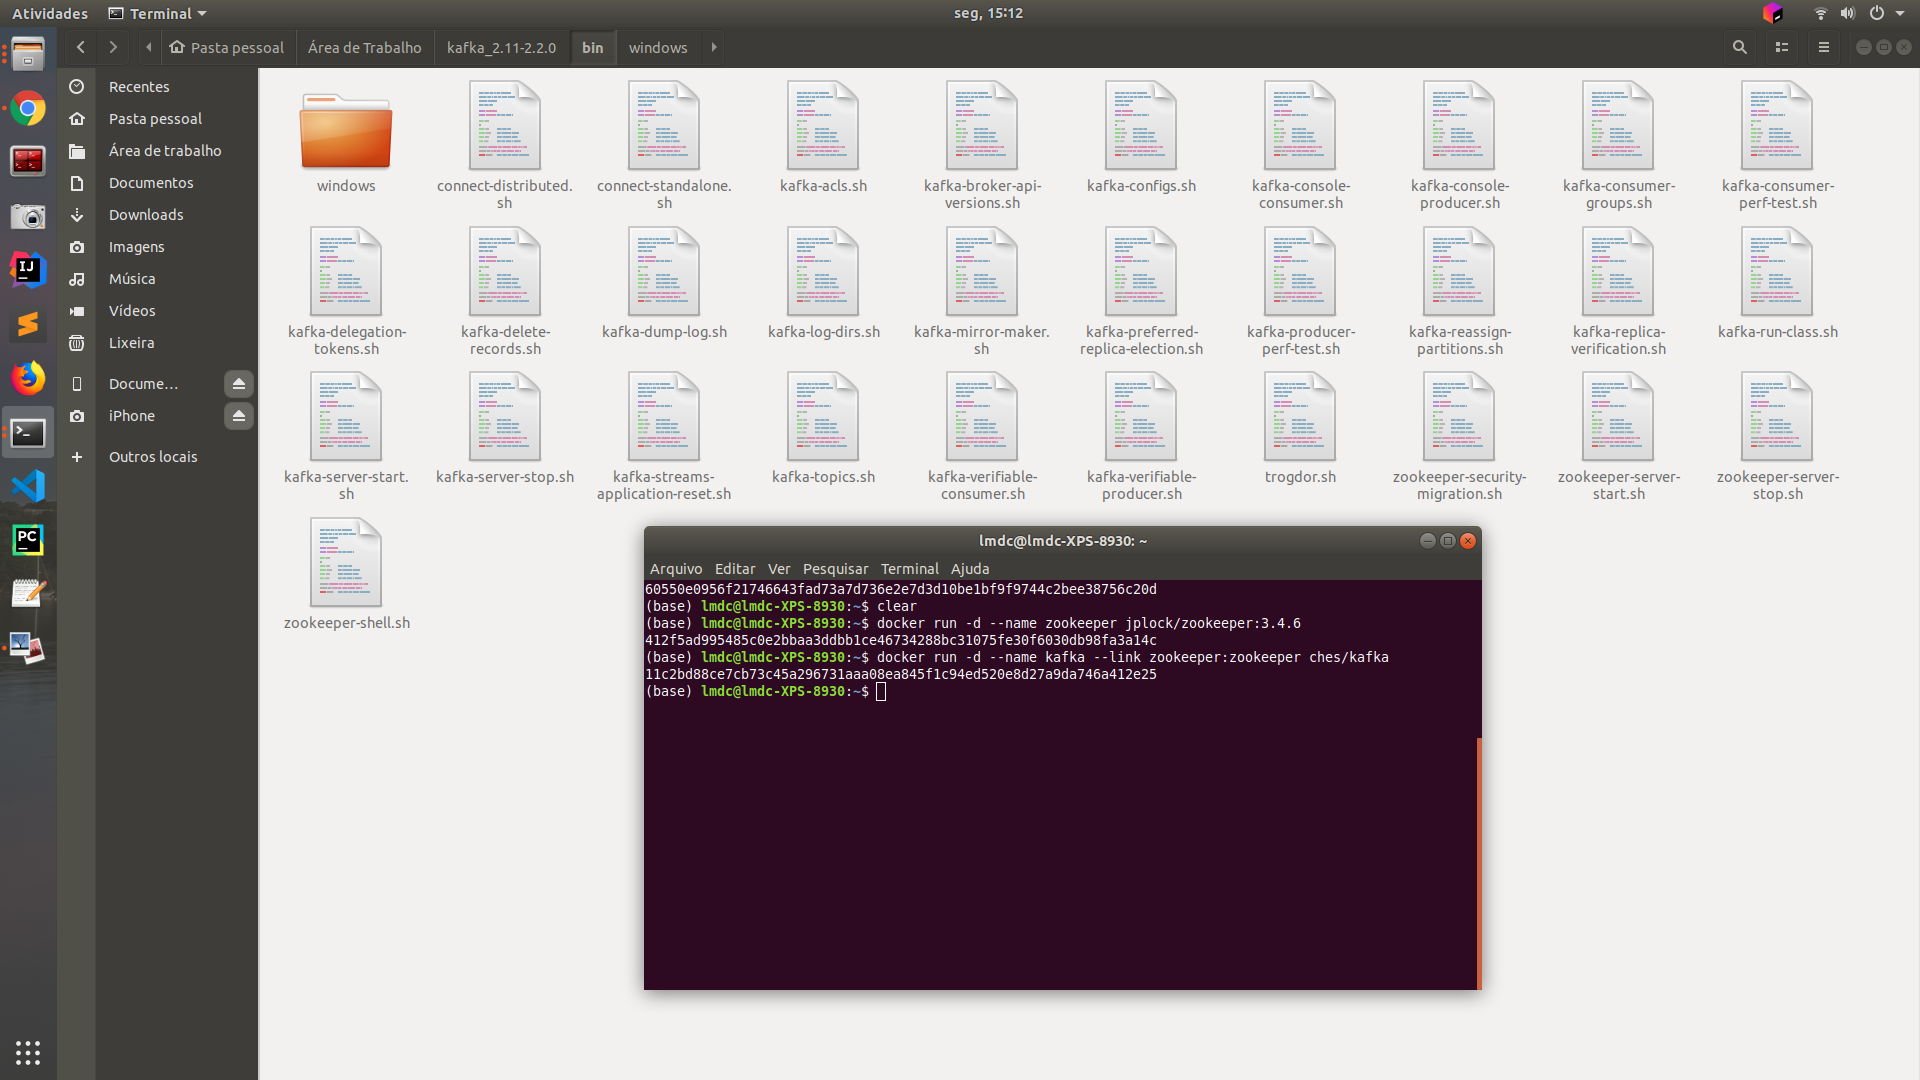 Atividades
Terminal
seg, 15:12
Pasta pessoal
Área de Trabalho
kafka_2.11-2.2.0
bin
windows
Recentes
Pasta pessoal
Área de trabalho
Documentos
Downloads
Imagens
Música
Vídeos
Lixeira
Docume…
iPhone
Outros locais
windows
connect-distributed.
sh
connect-standalone.
sh
kafka-acls.sh
kafka-broker-api-
versions.sh
kafka-configs.sh
kafka-console-
consumer.sh
kafka-console-
producer.sh
kafka-consumer-
groups.sh
kafka-consumer-
perf-test.sh
kafka-delegation-
tokens.sh
kafka-delete-
records.sh
kafka-dump-log.sh
kafka-log-dirs.sh
kafka-mirror-maker.
sh
kafka-preferred-
replica-election.sh
kafka-producer-
perf-test.sh
kafka-reassign-
partitions.sh
kafka-replica-
verification.sh
kafka-run-class.sh
kafka-server-start.
sh
kafka-server-stop.sh
kafka-streams-
application-reset.sh
kafka-topics.sh
kafka-verifiable-
consumer.sh
kafka-verifiable-
producer.sh
trogdor.sh
zookeeper-security-
migration.sh
zookeeper-server-
start.sh
zookeeper-server-
stop.sh
zookeeper-shell.sh
lmdc@lmdc-XPS-8930: ~
Arquivo Editar Ver Pesquisar Terminal Ajuda
60550e0956f21746643fad73a7d736e2e7d3d10be1bf9f9744c2bee38756c20d
(base) lmdc@lmdc-XPS-8930:~$ clear
(base) lmdc@lmdc-XPS-8930:~$ docker run -d --name zookeeper jplock/zookeeper:3.4.6
412f5ad995485c0e2bbaa3ddbb1ce46734288bc31075fe30f6030db98fa3a14c
(base) lmdc@lmdc-XPS-8930:~$ docker run -d --name kafka --link zookeeper:zookeeper ches/kafka
11c2bd88ce7cb73c45a296731aaa08ea845f1c94ed520e8d27a9da746a412e25
(base) lmdc@lmdc-XPS-8930:~$
IJ
PC